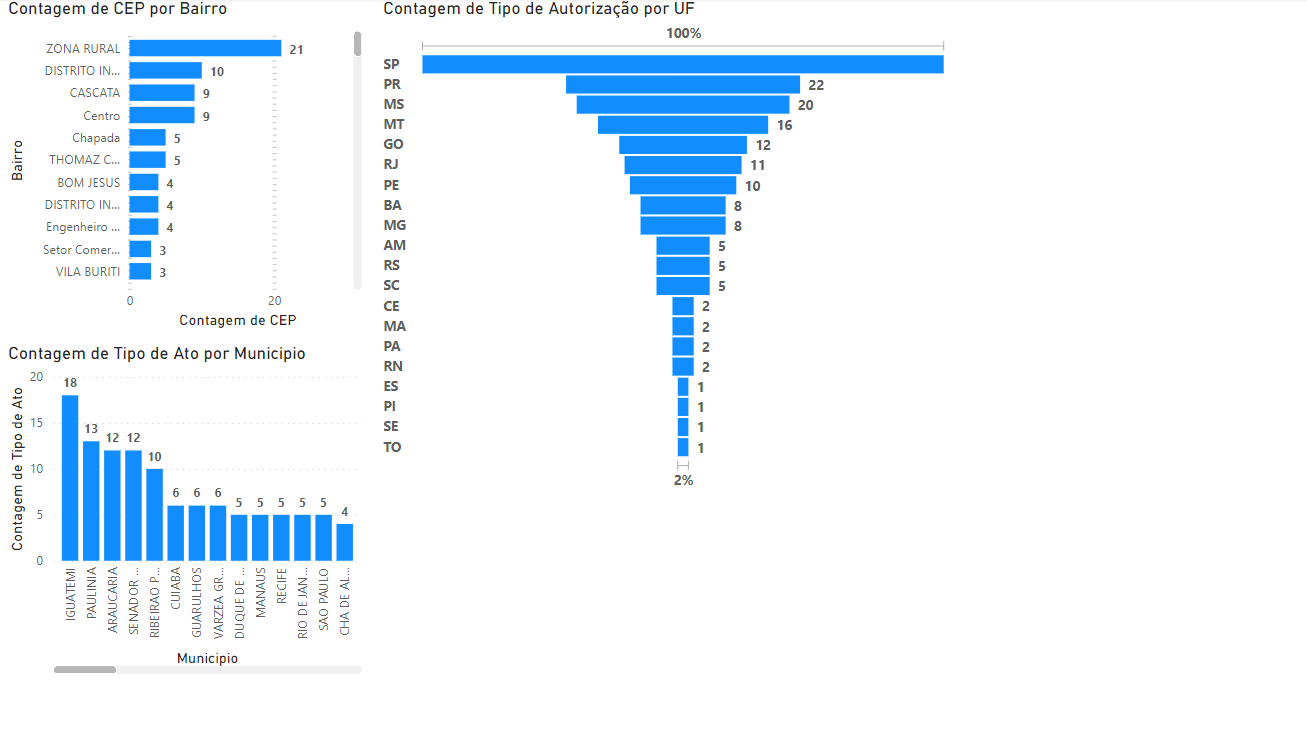 Contagem de CEP por Bairro
ZONA RURAL 21
DISTRITO IN... 10
CASCATA 9
Centro 9
Chapada 5
THOMAZ C... 5
BOM JESUS 4
DISTRITO IN... 4
Engenheiro ... 4
Setor Comer... 3
VILA BURITI 3
0 20
Contagem de CEP
Bairro
Contagem de Tipo de Ato por Municipio
Contagem de Tipo de Ato
20
15
10
5
0
18 13 12 12 10 6 6 6 5 5 5 5 5 4
IGUATEMI
PAULINIA
ARAUCARIA
SENADOR ...
RIBEIRAO P...
CUIABA
GUARULHOS
VARZEA GR...
DUQUE DE ...
MANAUS
RECIFE
RIO DE JAN...
SAO PAULO
CHA DE AL...
Municipio
Contagem de Tipo de Autorização por UF
100%
SP
PR 22
MS 20
MT 16
GO 12
RJ 11
PE 10
BA 8
MG 8
AM 5
RS 5
SC 5
CE 2
MA 2
PA 2
RN 2
ES 1
PI 1
SE 1
TO 1
2%